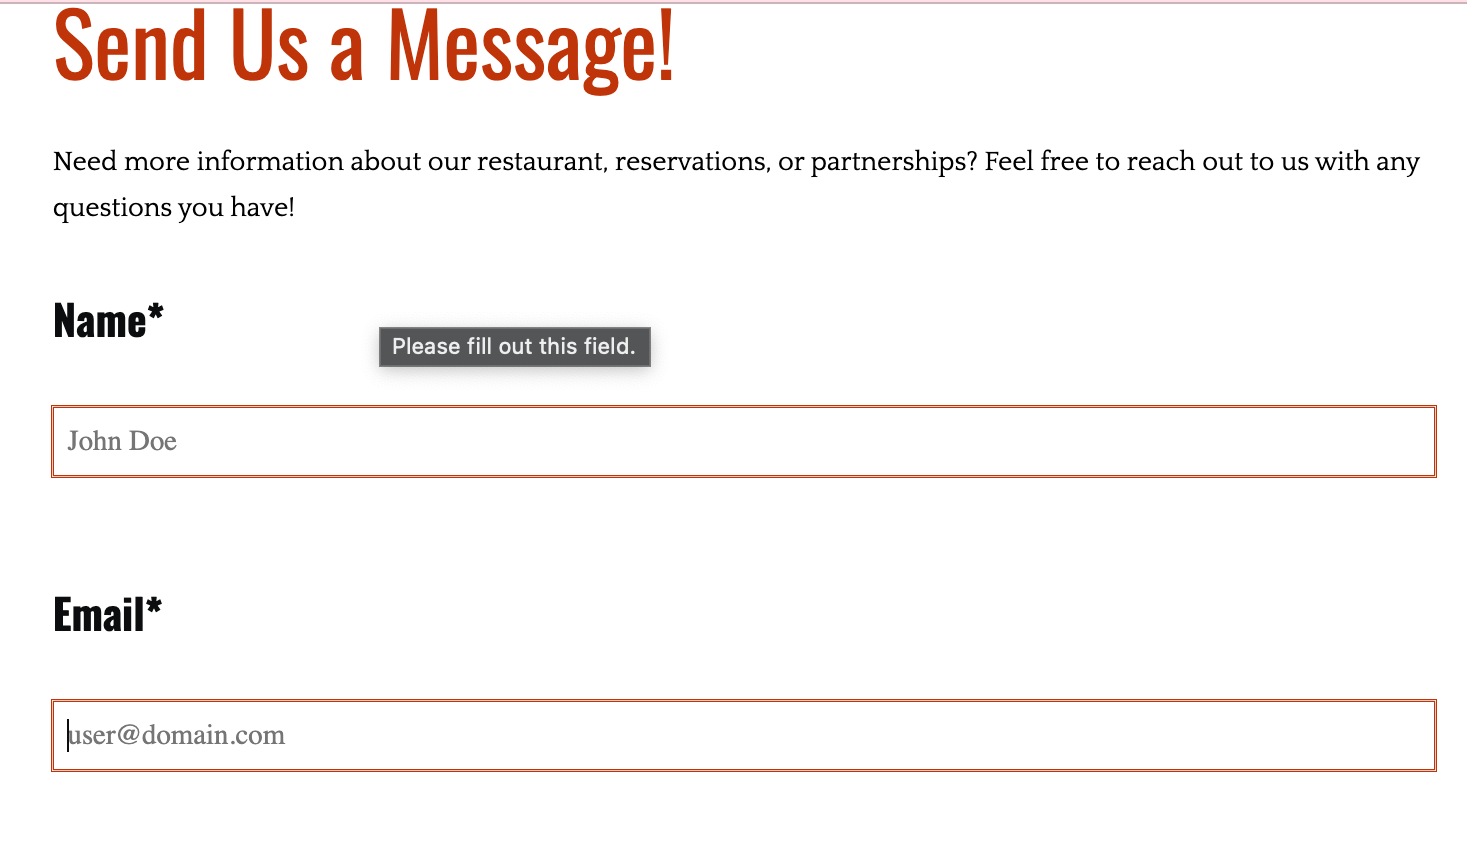 Send Us a Message!
Need more information about our restaurant, reservations, or partnerships? Feel free to reach out to us with any
questions you have!
Name*
Please fill out this field.
John Doe
Email*
user@domain.com